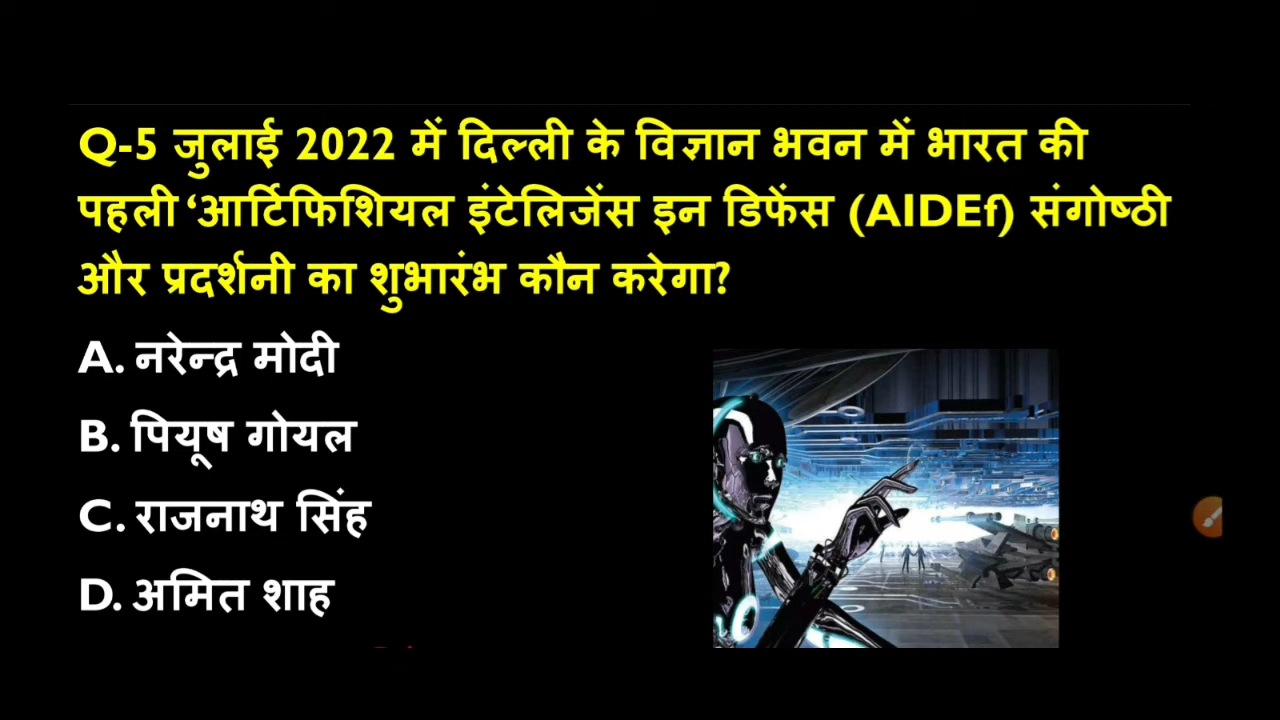 Q-5 जुलाई 2022 में दिल्ली के विज्ञान भवन में भारत की
पहली ‘आर्टिफिशियल इंटेलिजेंस इन डिफेंस (AIDEf) संगोष्ठी
और प्रदर्शनी का शुभारंभ कौन करेगा?
A. नरेन्द्र मोदी
B. पियूष गोयल
C. राजनाथ सिंह
D. अमित शाह